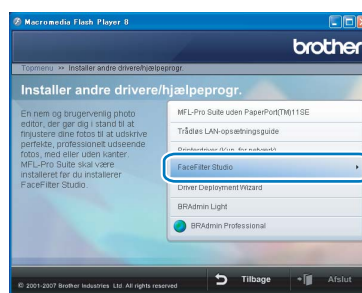 Macromedia Flash Player 8
brother
Topmenu >> Installer andre drivere/hjælpeprogr.
Installer andre drivere/hjælpeprogr.
En nem og brugervenlig photo
editor, der gør dig i stand til at
finjustere dine fotos til at udskrive
perfekte, professionelt udseende
fotos, med eller uden kanter.
MFL-Pro Suite skal være
installeret før du installerer
FaceFilter Studio.
MFL-Pro Suite uden PaperPort(TM)11SE
Trådløs LAN-opsætningsguide
Printerdriver (Kun for netværk)
FaceFilter Studio
Driver Deployment Wizard
BRAdmin Light
BRAdmin Professional
© 2001-2007 Brother Industries Ltd. All rights reserved
Tilbage
Afslut